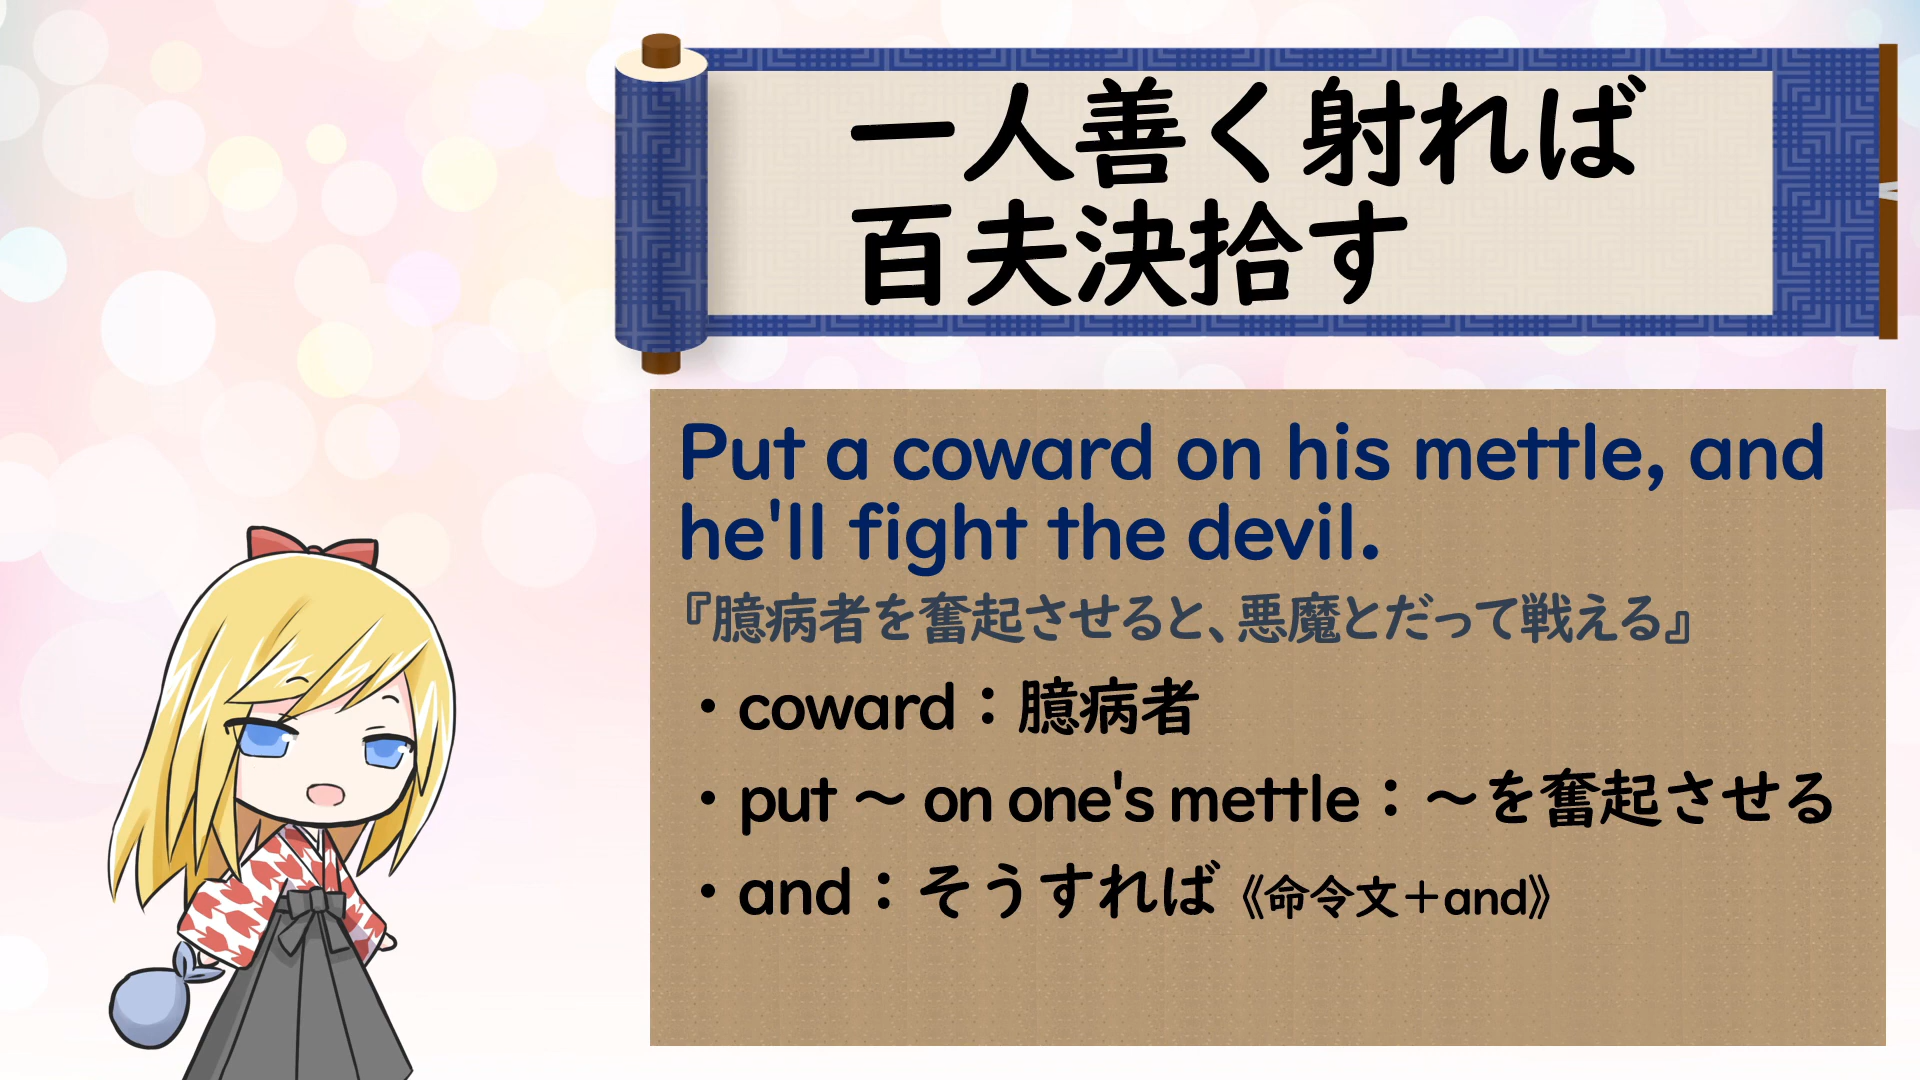 一人善く射れば
百夫決拾す
Put a coward on his mettle, and
he'll fight the devil.
『臆病者を奮起させると、悪魔とだって戦える』
・coward：臆病者
・put ～ on one's mettle：～を奮起させる
・and：そうすれば《命令文＋and》